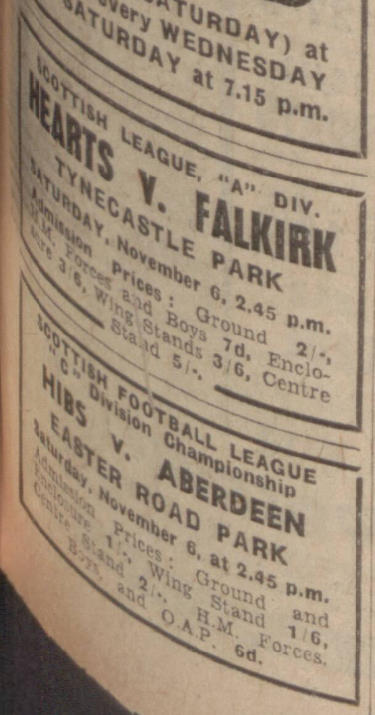 SATURDAY) at
every WEDNESDAY
SATURDAY at 7.15 p.m.
SCOTTISH LEAGUE, "A" DIV.
HEARTS V. FALKIRK
TYNECASTLE PARK
SATURDAY, November 6, 2.45 p.m.
Admission Prices: Ground 2/-,
H.M. Forces and Boys 7d, Enclo-
sure 3/6, Wing Stands 3/6, Centre
Stand 5/-.
SCOTTISH FOOTBALL LEAGUE
"C" Division Championship
HIBS v. ABERDEEN
EASTER ROAD PARK
Saturday, November 6, at 2.45 p.m.
Admission Prices: Ground and
Enclosure 1/-, Wing Stand 1/6,
Centre Stand 2/-. H.M. Forces,
Boys, and O.A.P. 6d.